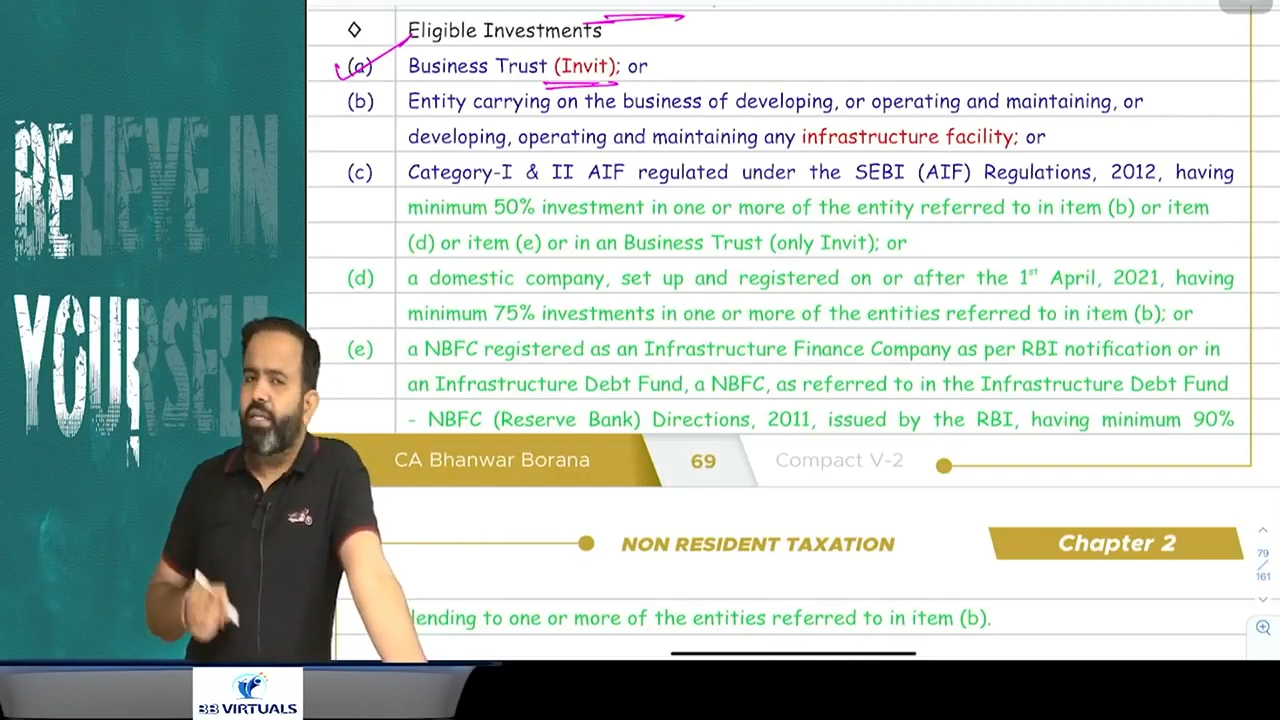 BELIEVE IN
YOURSELF
!
◊ Eligible Investments
(a) Business Trust (Invit); or
(b) Entity carrying on the business of developing, or operating and maintaining, or
developing, operating and maintaining any infrastructure facility; or
(c) Category-I & II AIF regulated under the SEBI (AIF) Regulations, 2012, having
minimum 50% investment in one or more of the entity referred to in item (b) or item
(d) or item (e) or in an Business Trust (only Invit); or
(d) a domestic company, set up and registered on or after the 1st April, 2021, having
minimum 75% investments in one or more of the entities referred to in item (b); or
(e) a NBFC registered as an Infrastructure Finance Company as per RBI notification or in
an Infrastructure Debt Fund, a NBFC, as referred to in the Infrastructure Debt Fund
- NBFC (Reserve Bank) Directions, 2011, issued by the RBI, having minimum 90%
CA Bhanwar Borana 69 Compact V-2
NON RESIDENT TAXATION Chapter 2
79
/
161
lending to one or more of the entities referred to in item (b).
BB VIRTUALS